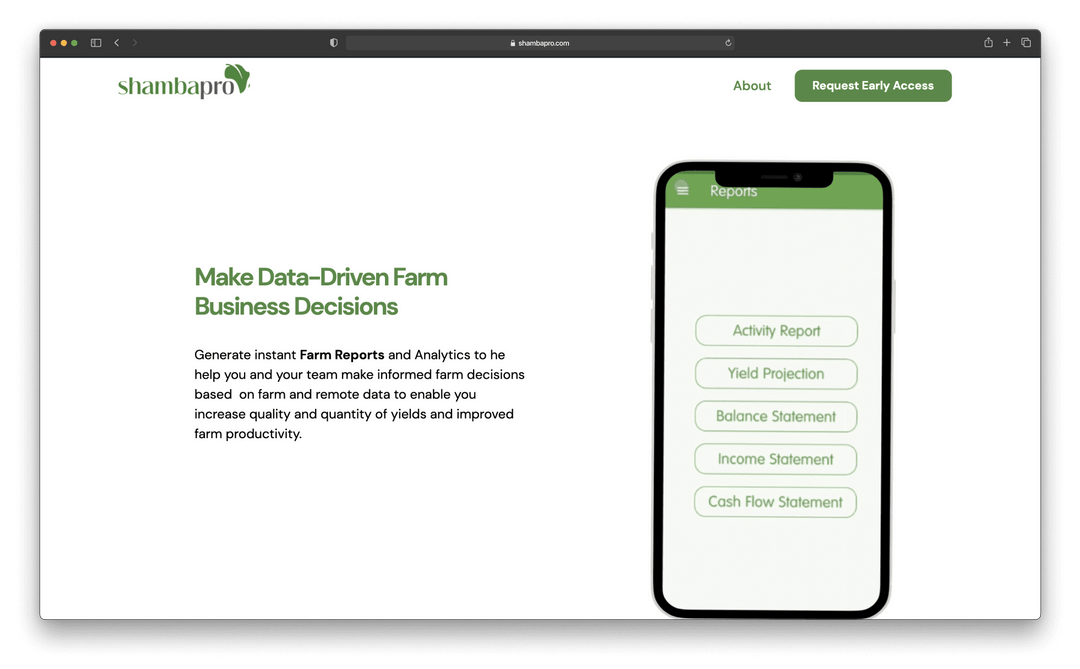 shambapro.com
shambapro
About
Request Early Access
Make Data-Driven Farm
Business Decisions
Generate instant Farm Reports and Analytics to he
help you and your team make informed farm decisions
based  on farm and remote data to enable you
increase quality and quantity of yields and improved
farm productivity.
Reports
Activity Report
Yield Projection
Balance Statement
Income Statement
Cash Flow Statement